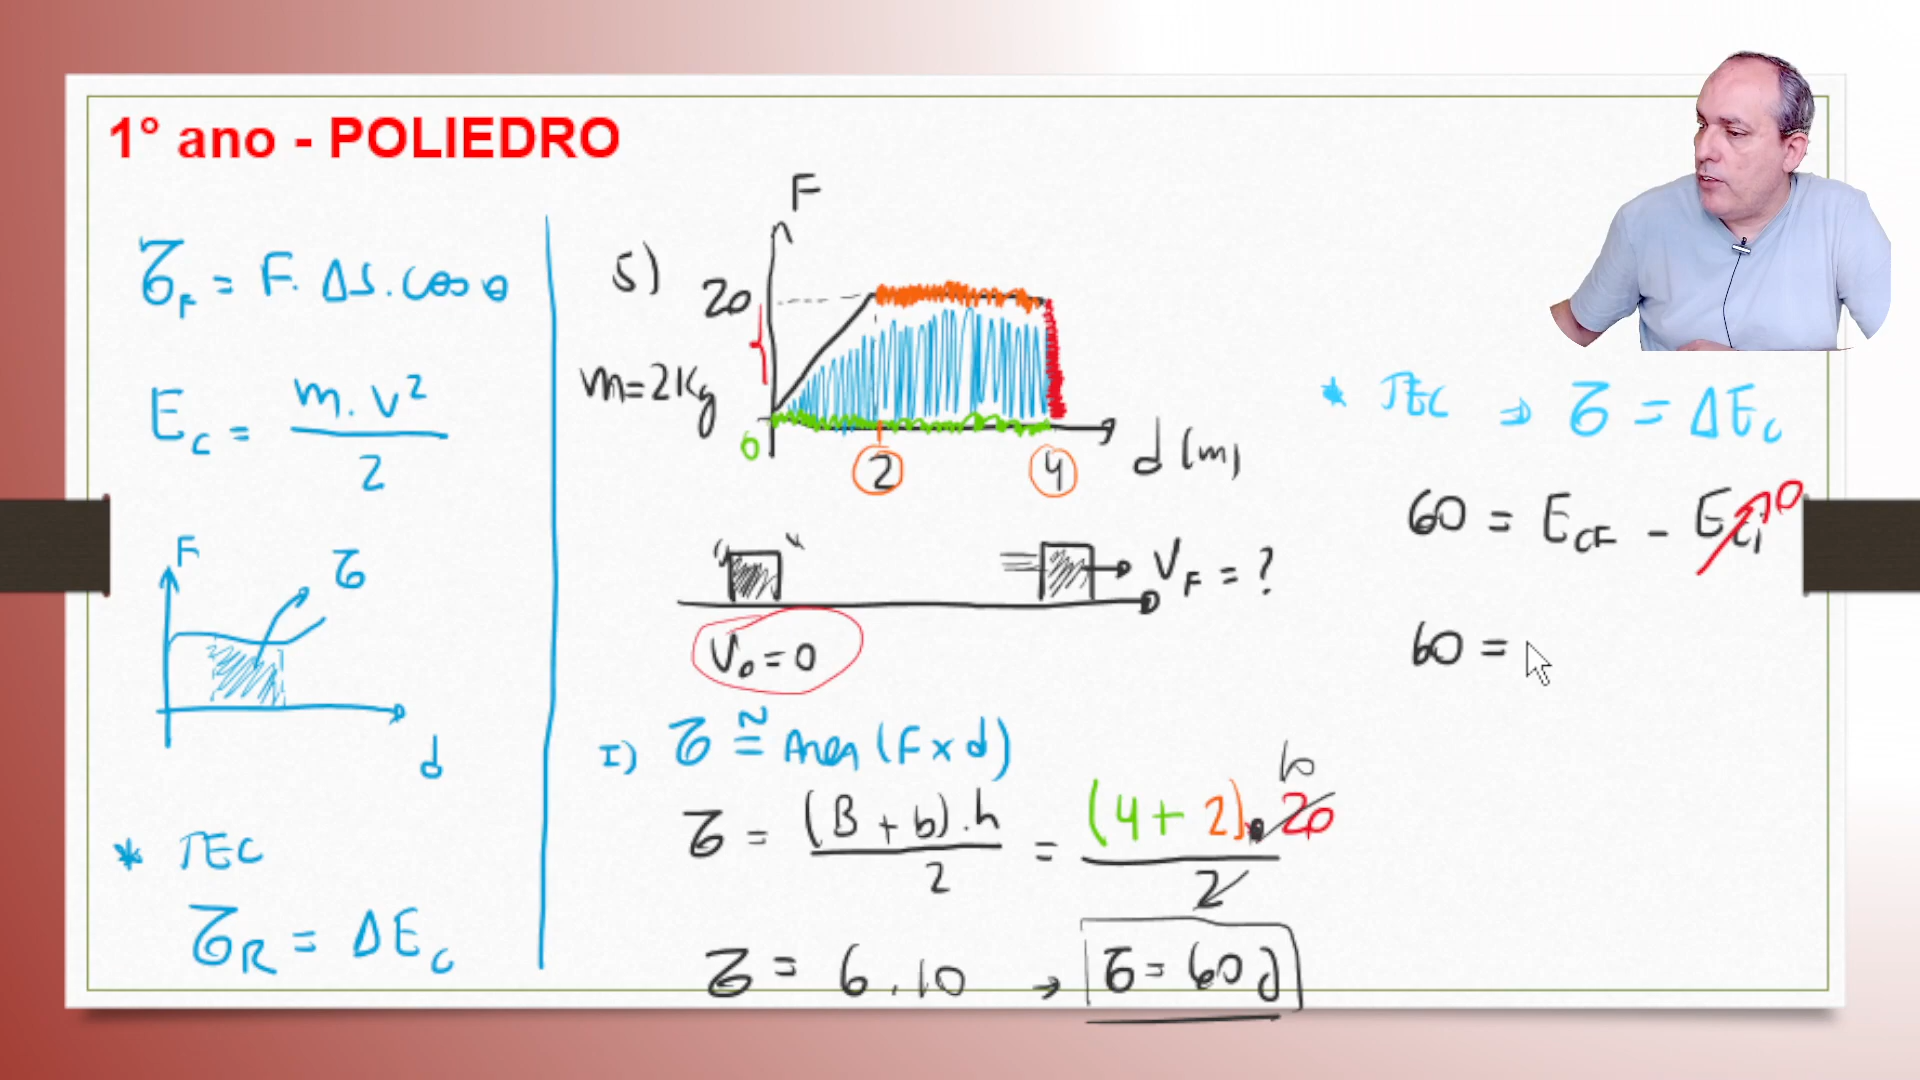 1° ano - POLIEDRO
τF = F. ΔS. cos θ
EC = m. v² / 2
F
τ
d
* TEC
τR = ΔEC
5)
F
20
m=2Kg
0
2
4
d (m)
VF = ?
V0 = 0
I) τ ≅ Area (F x d)
τ = (B + b) . h / 2 = (4 + 2) . 20 / 2
10
τ = 6 . 10 → τ = 60 J
* TEC ⇒ τ = ΔEC
60 = ECF - ECi 0
60 =